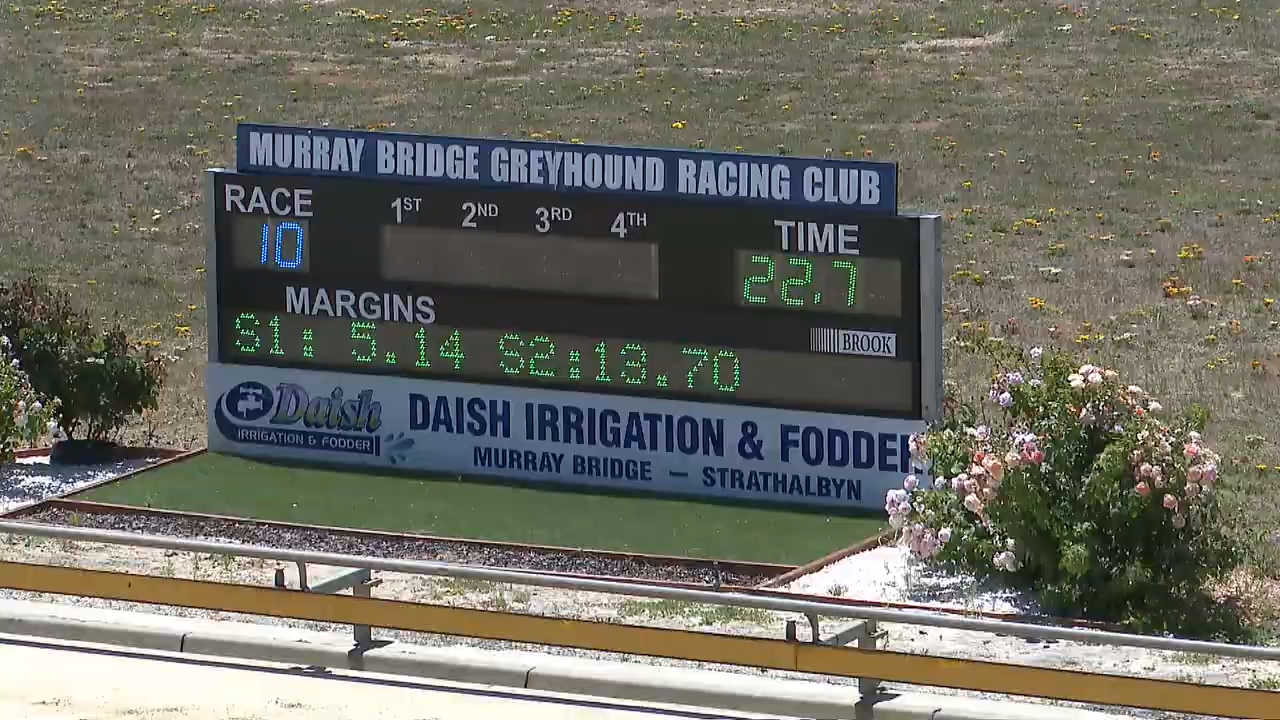 MURRAY BRIDGE GREYHOUND RACING CLUB
RACE 1ST 2ND 3RD 4TH TIME
10 22.7
MARGINS
BROOK
S1: 5.14 S2:19.70
Daish
IRRIGATION & FODDER
DAISH IRRIGATION & FODDER
MURRAY BRIDGE — STRATHALBYN